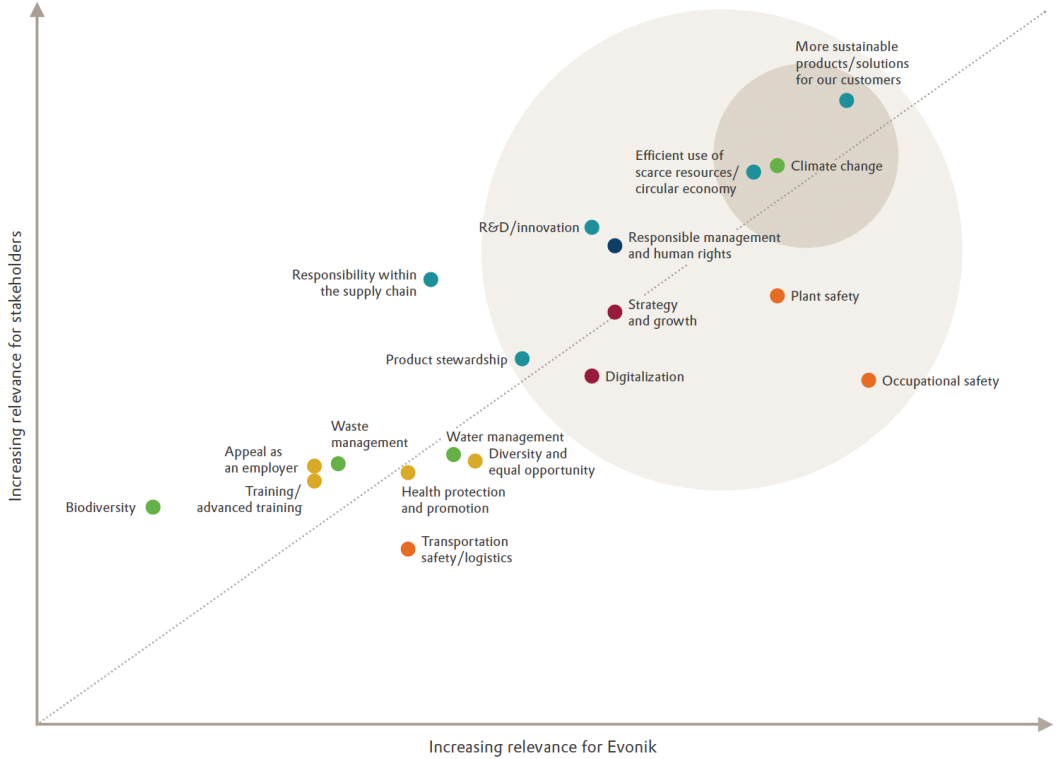 More sustainable
products/solutions
for our customers
Efficient use of
scarce resources/
circular economy
Climate change
R&D/innovation
Responsible management
and human rights
Responsibility within
the supply chain
Plant safety
Strategy
and growth
Product stewardship
Digitalization
Occupational safety
Waste
management
Water management
Appeal as
an employer
Diversity and
equal opportunity
Training/
advanced training
Health protection
and promotion
Biodiversity
Transportation
safety/logistics
Increasing relevance for stakeholders
Increasing relevance for Evonik